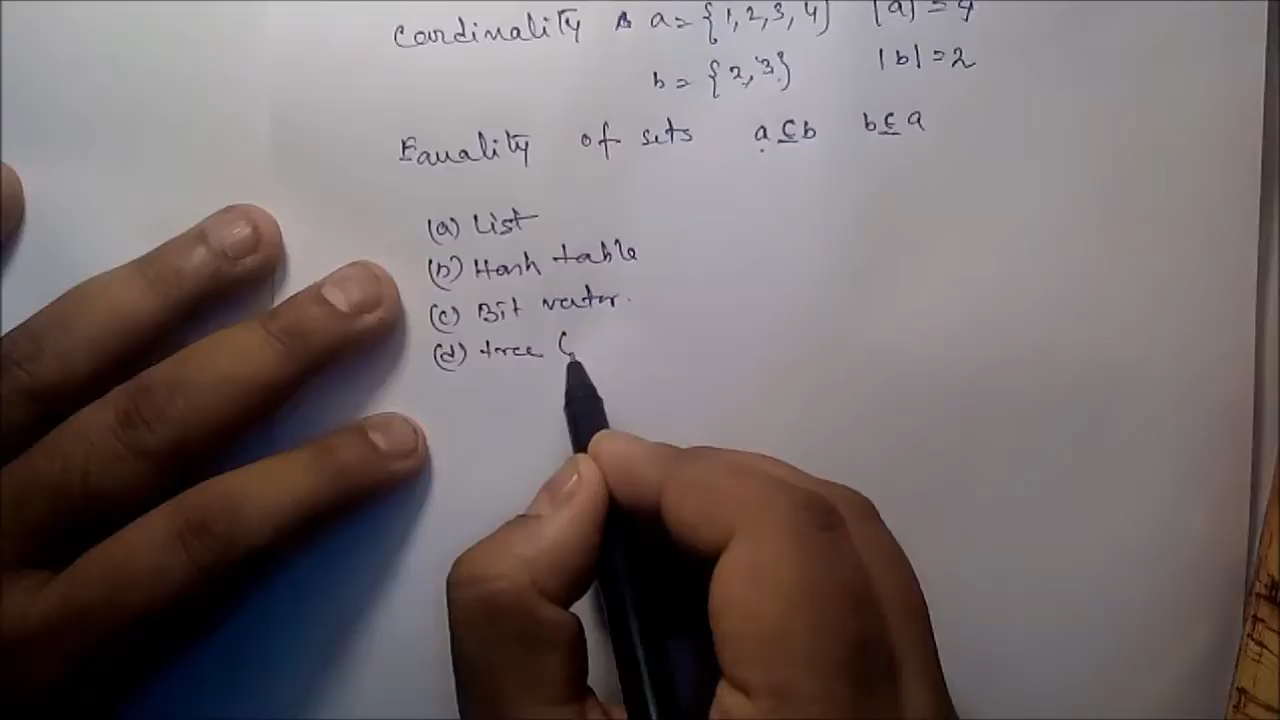 Cardinality a = {1, 2, 3, 4} |a| = 4
b = {2, 3} |b| = 2
Equality of sets a ⊆ b b ⊆ a
(a) List
(b) Hash table
(c) Bit vector.
(d) tree (